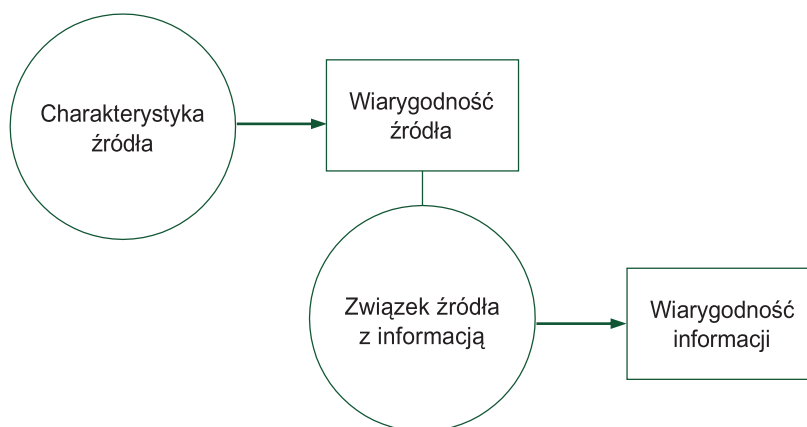 Charakterystyka
źródła
Wiarygodność
źródła
Związek źródła
z informacją
Wiarygodność
informacji